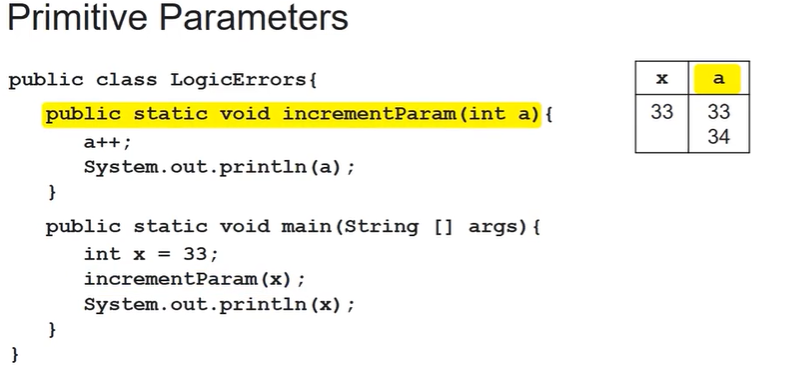 Primitive Parameters
public class LogicErrors{
public static void incrementParam(int a){
a++;
System.out.println(a);
}
public static void main(String [] args){
int x = 33;
incrementParam(x);
System.out.println(x);
}
}
x a
33 33
34